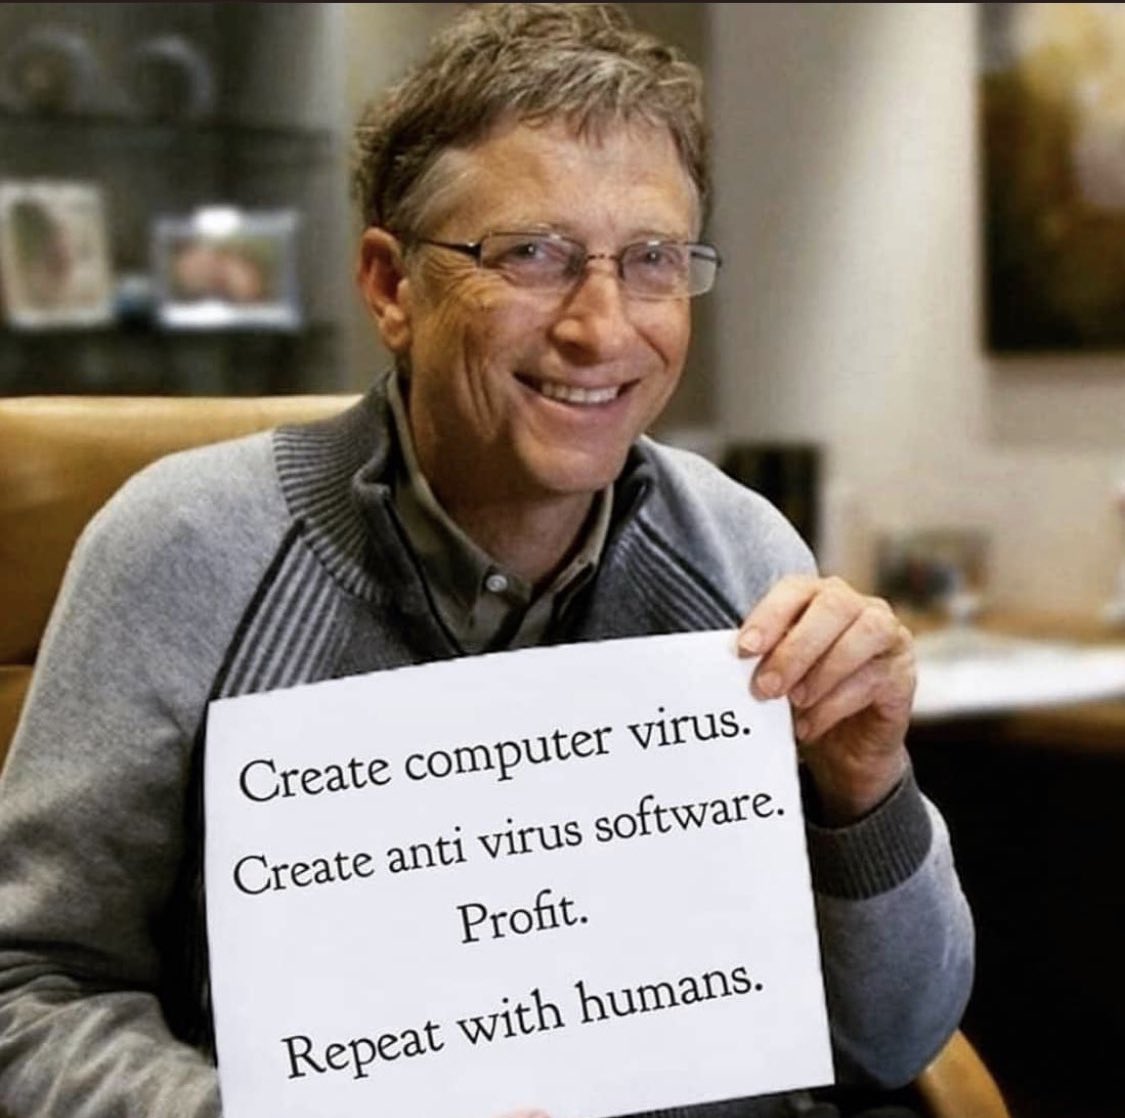 Create computer virus.
Create anti virus software.
Profit.
Repeat with humans.